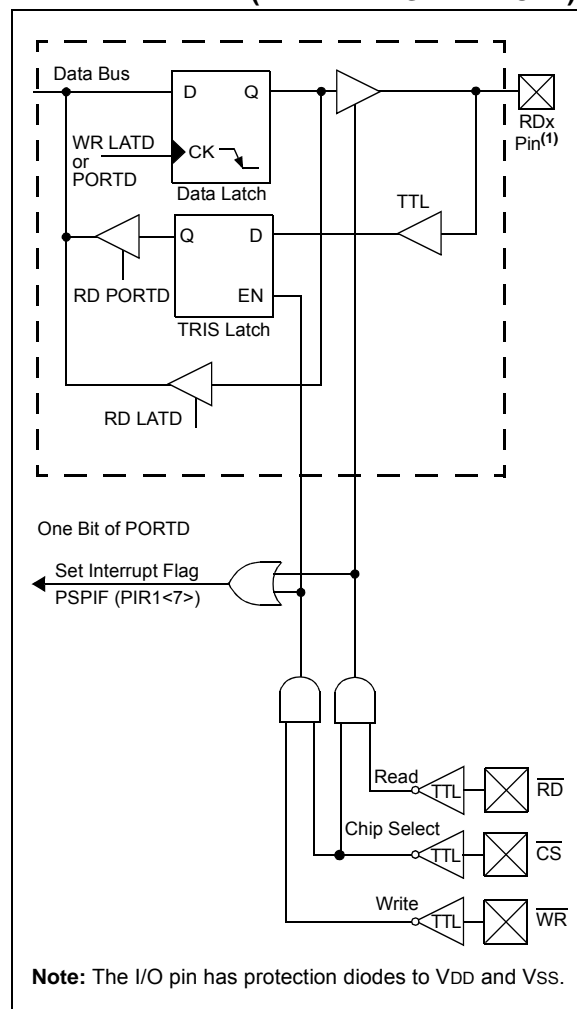 Data Bus
D Q
WR LATD
or
PORTD
CK
Data Latch
RDx
Pin(1)
TTL
Q D
RD PORTD
EN
TRIS Latch
RD LATD
One Bit of PORTD
Set Interrupt Flag
PSPIF (PIR1<7>)
Read
TTL
RD
Chip Select
TTL
CS
Write
TTL
WR
Note: The I/O pin has protection diodes to VDD and VSS.